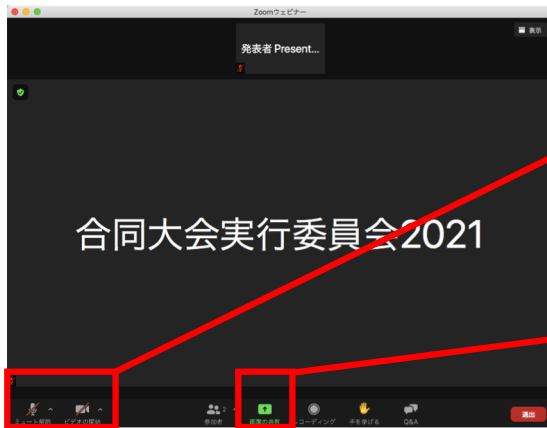 Zoomウェビナー
表示
発表者 Present...
合同大会実行委員会2021
ミュート解除
ビデオの開始
参加者
2
画面の共有
レコーディング
手を挙げる
Q&A
退出